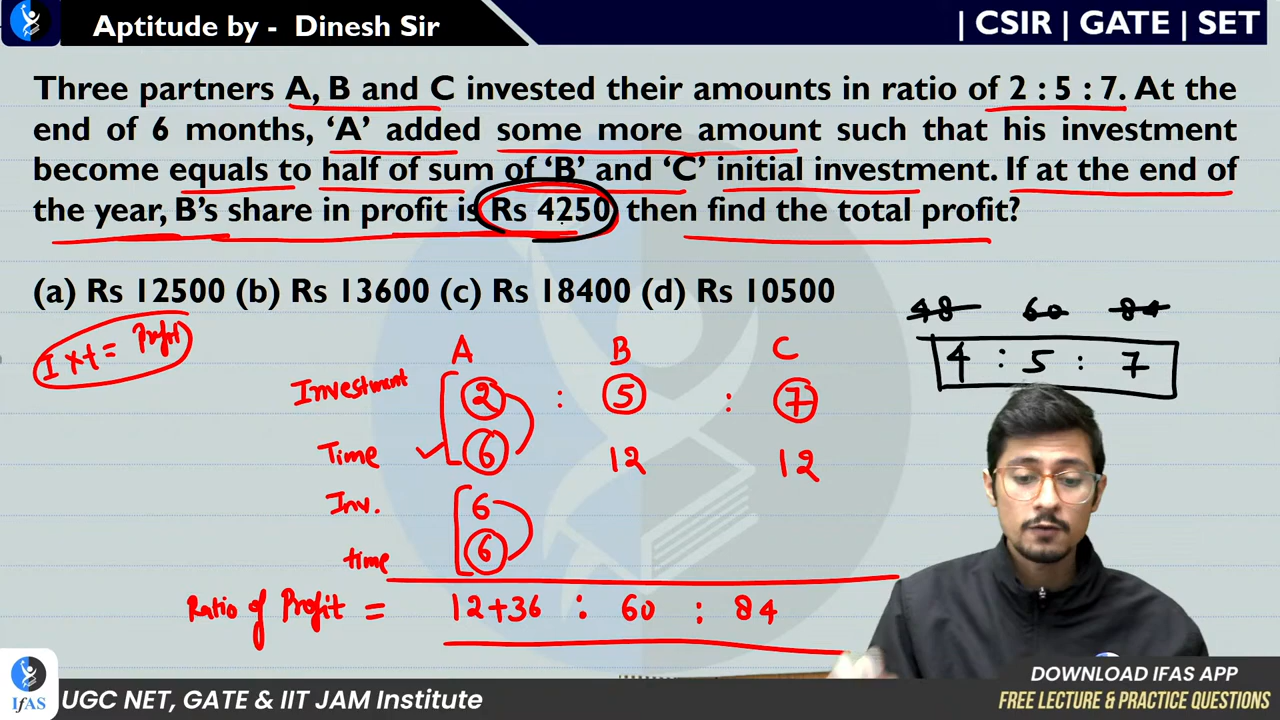 Aptitude by - Dinesh Sir
| CSIR | GATE | SET
Three partners A, B and C invested their amounts in ratio of 2 : 5 : 7. At the
end of 6 months, ‘A’ added some more amount such that his investment
become equals to half of sum of ‘B’ and ‘C’ initial investment. If at the end of
the year, B’s share in profit is Rs 4250, then find the total profit?
(a) Rs 12500 (b) Rs 13600 (c) Rs 18400 (d) Rs 10500
48 60 84
4 : 5 : 7
I × t = Profit
A B C
Investment 2 : 5 : 7
Time 6 12 12
Inv. 6
time 6
Ratio of Profit = 12+36 : 60 : 84
IfAS
UGC NET, GATE & IIT JAM Institute
DOWNLOAD IFAS APP
FREE LECTURE & PRACTICE QUESTIONS